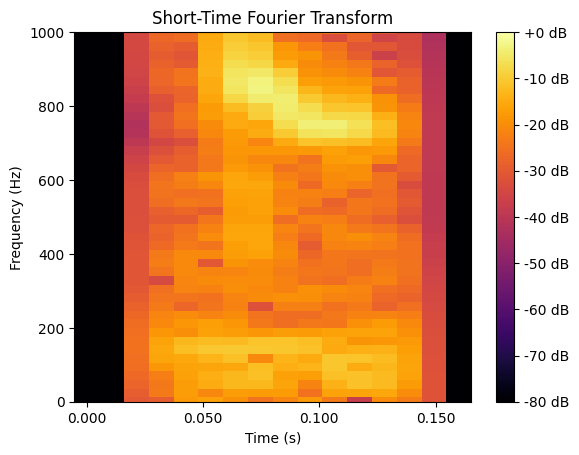 Short-Time Fourier Transform
1000
800
600
400
200
0
Frequency (Hz)
0.000
0.050
0.100
0.150
Time (s)
+0 dB
-10 dB
-20 dB
-30 dB
-40 dB
-50 dB
-60 dB
-70 dB
-80 dB